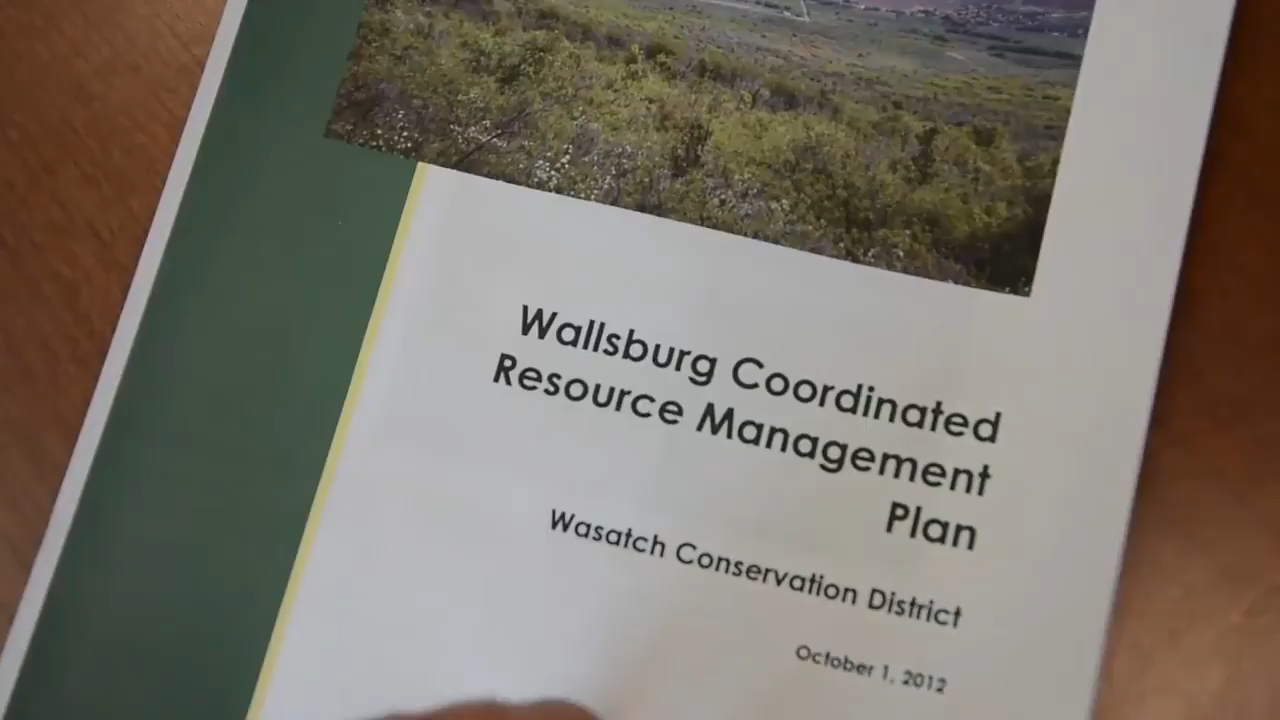 Wallsburg Coordinated
Resource Management
Plan
Wasatch Conservation District
October 1, 2012